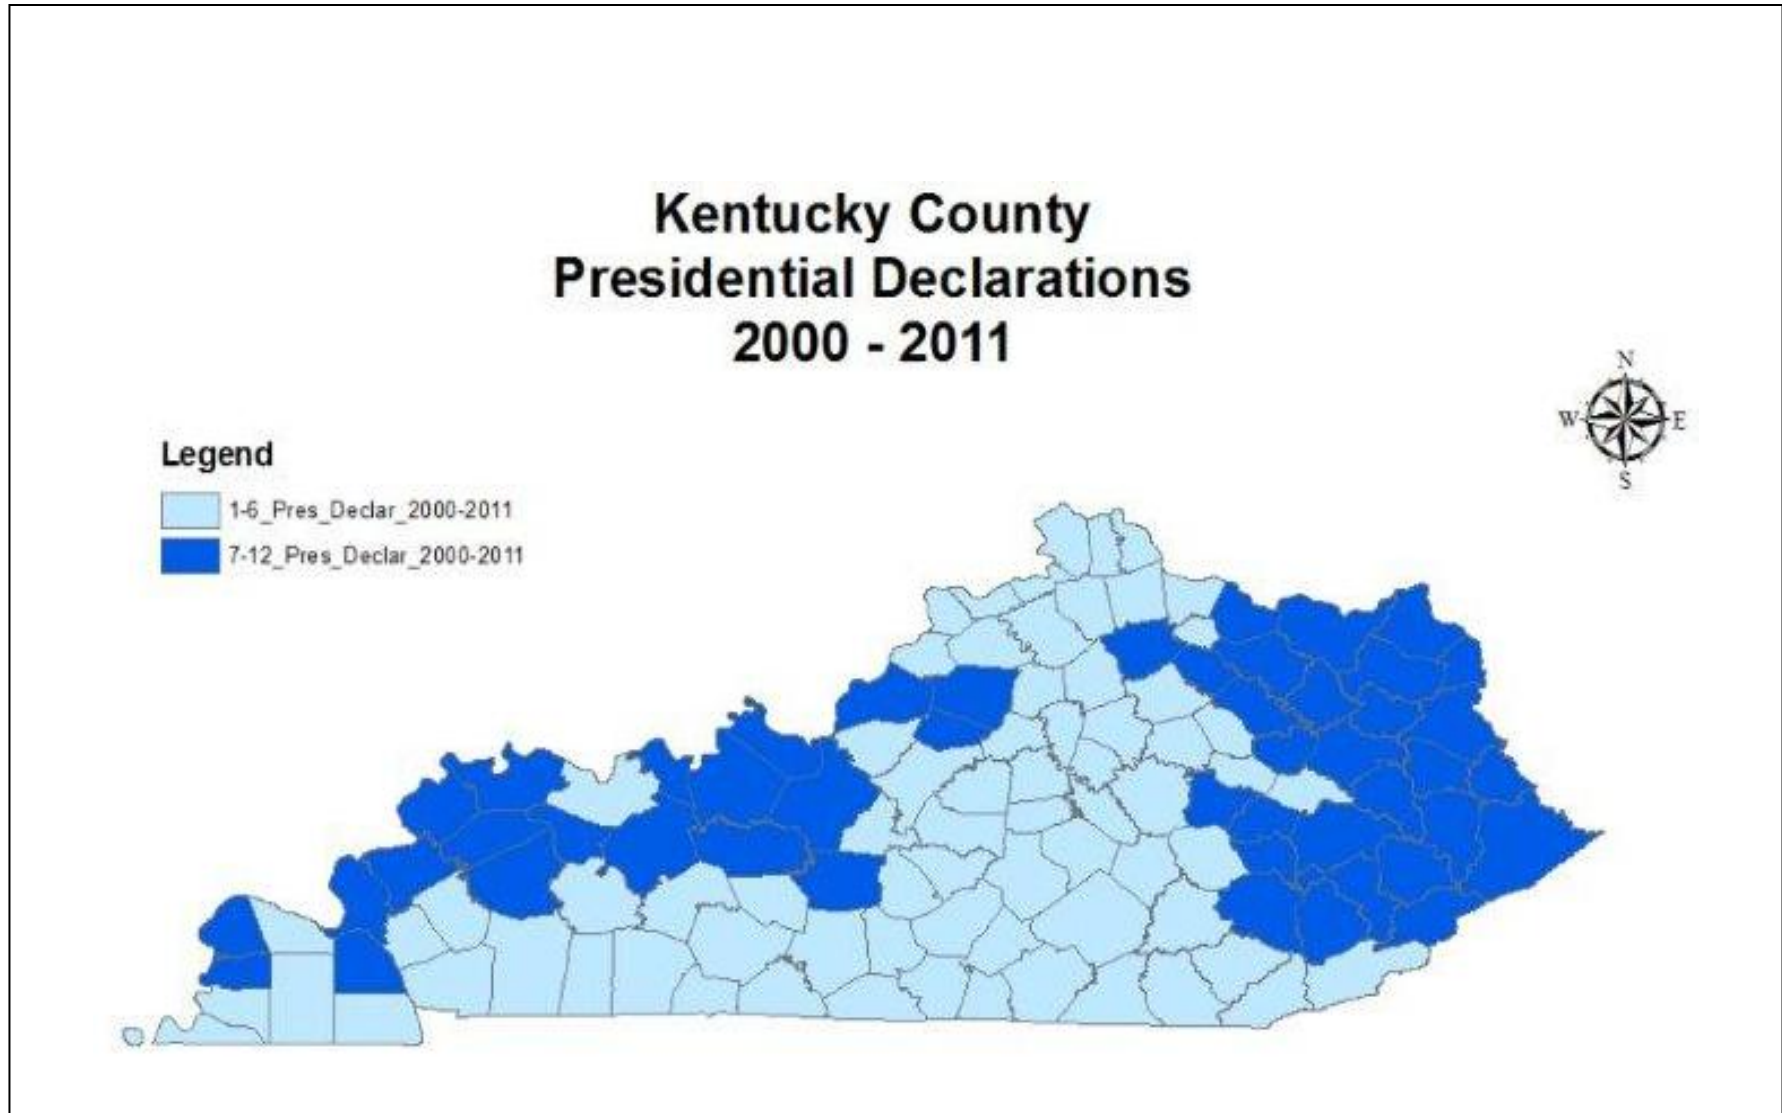 Kentucky County
Presidential Declarations
2000 - 2011
N
W E
S
Legend
1-6_Pres_Declar_2000-2011
7-12_Pres_Declar_2000-2011